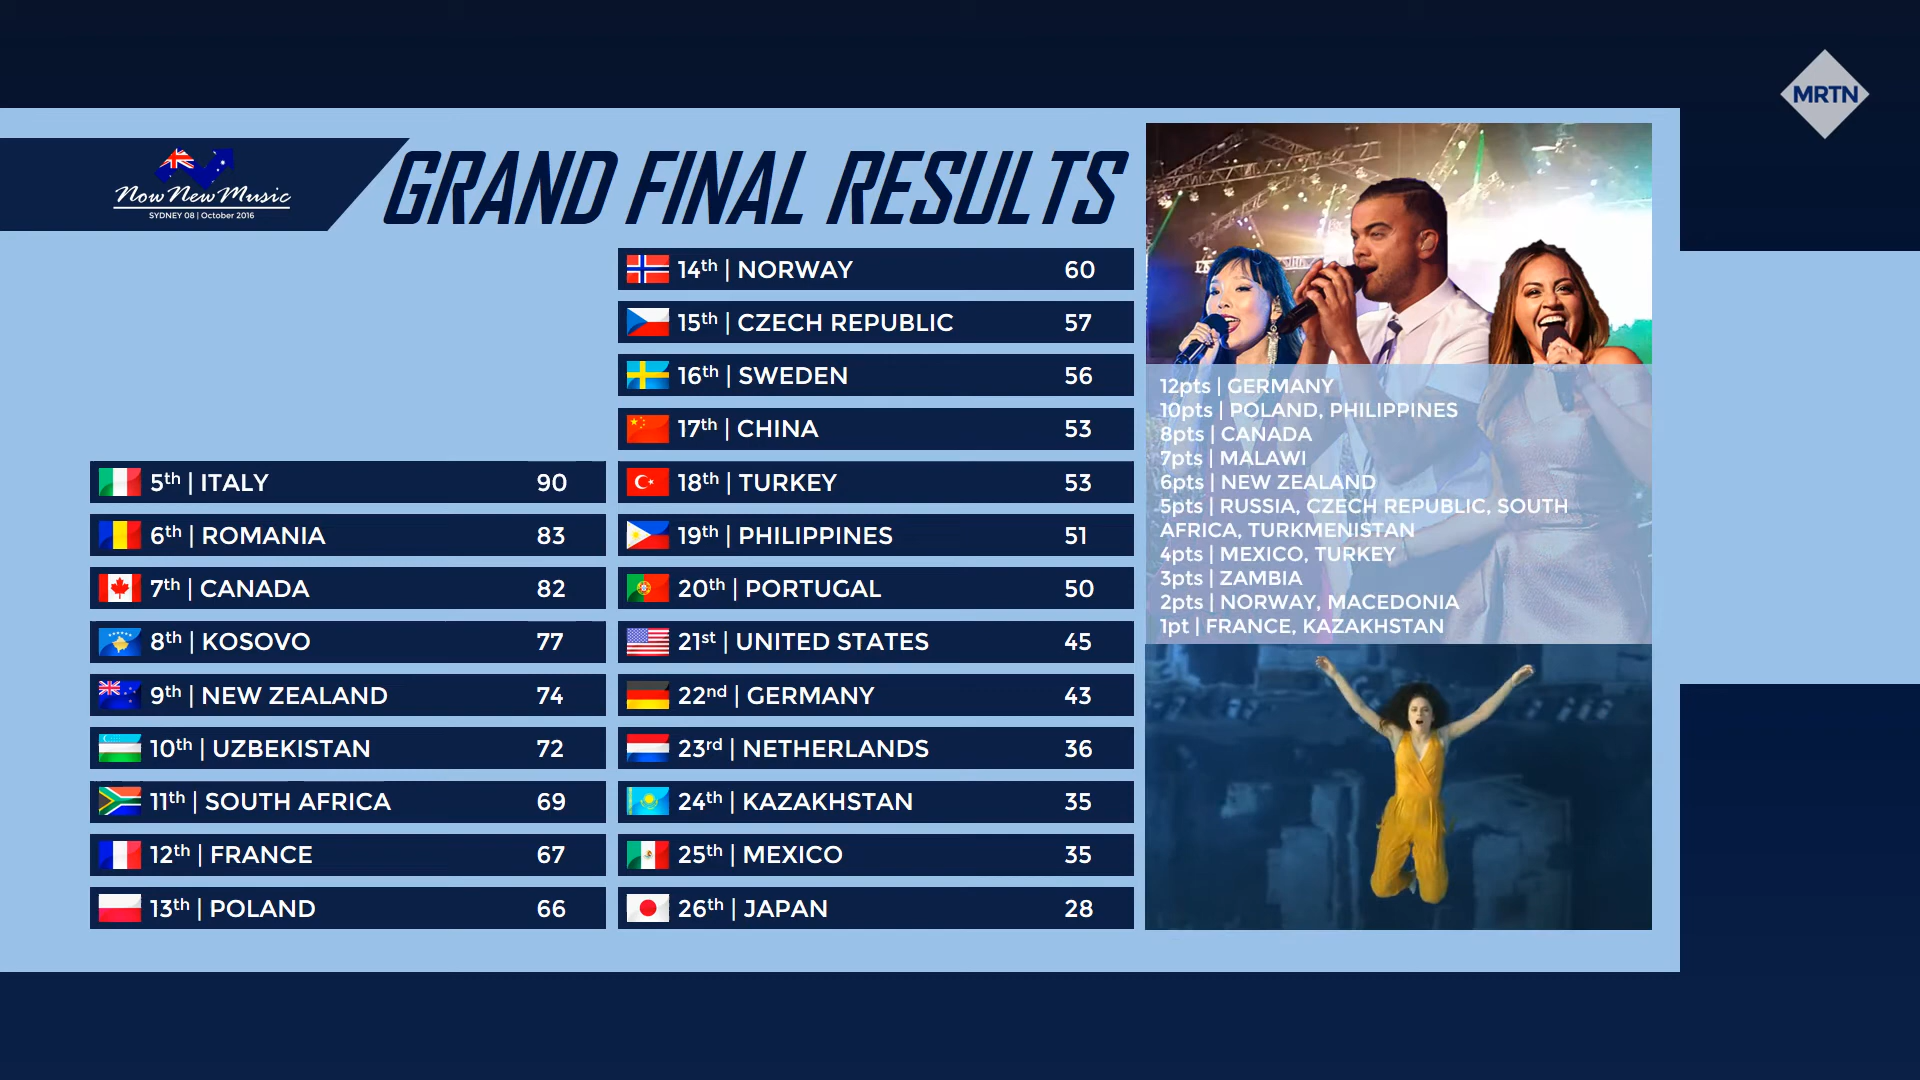 MRTN
Now New Music
SYDNEY 08 | October 2016
GRAND FINAL RESULTS
5th | ITALY 90
6th | ROMANIA 83
7th | CANADA 82
8th | KOSOVO 77
9th | NEW ZEALAND 74
10th | UZBEKISTAN 72
11th | SOUTH AFRICA 69
12th | FRANCE 67
13th | POLAND 66
14th | NORWAY 60
15th | CZECH REPUBLIC 57
16th | SWEDEN 56
17th | CHINA 53
18th | TURKEY 53
19th | PHILIPPINES 51
20th | PORTUGAL 50
21st | UNITED STATES 45
22nd | GERMANY 43
23rd | NETHERLANDS 36
24th | KAZAKHSTAN 35
25th | MEXICO 35
26th | JAPAN 28
12pts | GERMANY
10pts | POLAND, PHILIPPINES
8pts | CANADA
7pts | MALAWI
6pts | NEW ZEALAND
5pts | RUSSIA, CZECH REPUBLIC, SOUTH
AFRICA, TURKMENISTAN
4pts | MEXICO, TURKEY
3pts | ZAMBIA
2pts | NORWAY, MACEDONIA
1pt | FRANCE, KAZAKHSTAN